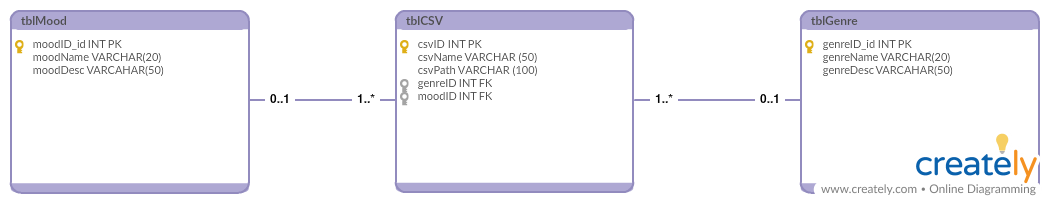 tblMood
moodID_id INT PK
moodName VARCHAR(20)
moodDesc VARCAHAR(50)
0..1
1..*
tblCSV
csvID INT PK
csvName VARCHAR (50)
csvPath VARCHAR (100)
genreID INT FK
moodID INT FK
1..*
0..1
tblGenre
genreID_id INT PK
genreName VARCHAR(20)
genreDesc VARCAHAR(50)
creately
www.creately.com • Online Diagramming